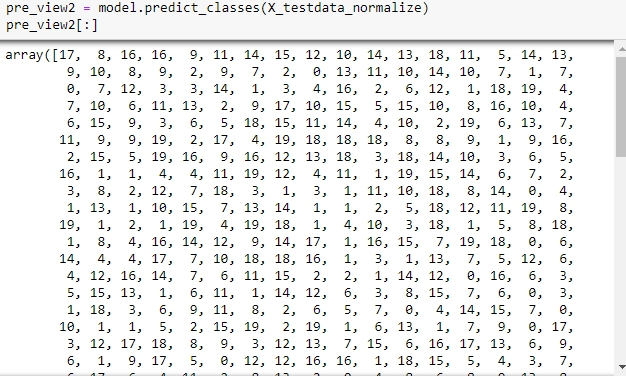 pre_view2 = model.predict_classes(X_testdata_normalize)
pre_view2[:]
array([17, 8, 16, 16, 9, 11, 14, 15, 12, 10, 14, 13, 18, 11, 5, 14, 13,
9, 10, 8, 9, 2, 9, 7, 2, 0, 13, 11, 10, 14, 10, 7, 1, 7,
0, 7, 12, 3, 3, 14, 1, 3, 4, 16, 2, 6, 12, 1, 18, 19, 4,
7, 10, 6, 11, 13, 2, 9, 17, 10, 15, 5, 15, 10, 8, 16, 10, 4,
6, 15, 9, 3, 6, 5, 18, 15, 11, 14, 4, 10, 2, 19, 6, 13, 7,
11, 9, 9, 19, 2, 17, 4, 19, 18, 18, 18, 8, 8, 9, 1, 9, 16,
2, 15, 5, 19, 16, 9, 16, 12, 13, 18, 3, 18, 14, 10, 3, 6, 5,
16, 1, 1, 4, 4, 11, 19, 12, 4, 11, 1, 19, 15, 14, 6, 7, 2,
3, 8, 2, 12, 7, 18, 3, 1, 3, 1, 11, 10, 18, 8, 14, 0, 4,
1, 13, 1, 10, 15, 7, 13, 14, 1, 1, 2, 5, 18, 12, 11, 19, 8,
19, 1, 2, 1, 19, 4, 19, 18, 1, 4, 10, 3, 18, 1, 5, 8, 18,
1, 8, 4, 16, 14, 12, 9, 14, 17, 1, 16, 15, 7, 19, 18, 0, 6,
14, 4, 4, 17, 7, 10, 18, 18, 16, 1, 3, 1, 13, 7, 5, 12, 6,
4, 12, 16, 14, 7, 6, 11, 15, 2, 2, 1, 14, 12, 0, 16, 6, 3,
5, 15, 13, 1, 6, 11, 1, 14, 12, 6, 3, 8, 15, 7, 6, 0, 3,
1, 18, 3, 6, 9, 11, 8, 2, 6, 5, 7, 0, 4, 14, 15, 7, 0,
10, 1, 1, 5, 2, 15, 19, 2, 19, 1, 6, 13, 1, 7, 9, 0, 17,
3, 12, 17, 18, 8, 9, 3, 12, 13, 7, 15, 6, 16, 17, 13, 6, 9,
6, 1, 9, 17, 5, 0, 12, 12, 16, 16, 1, 18, 15, 5, 4, 3, 7,